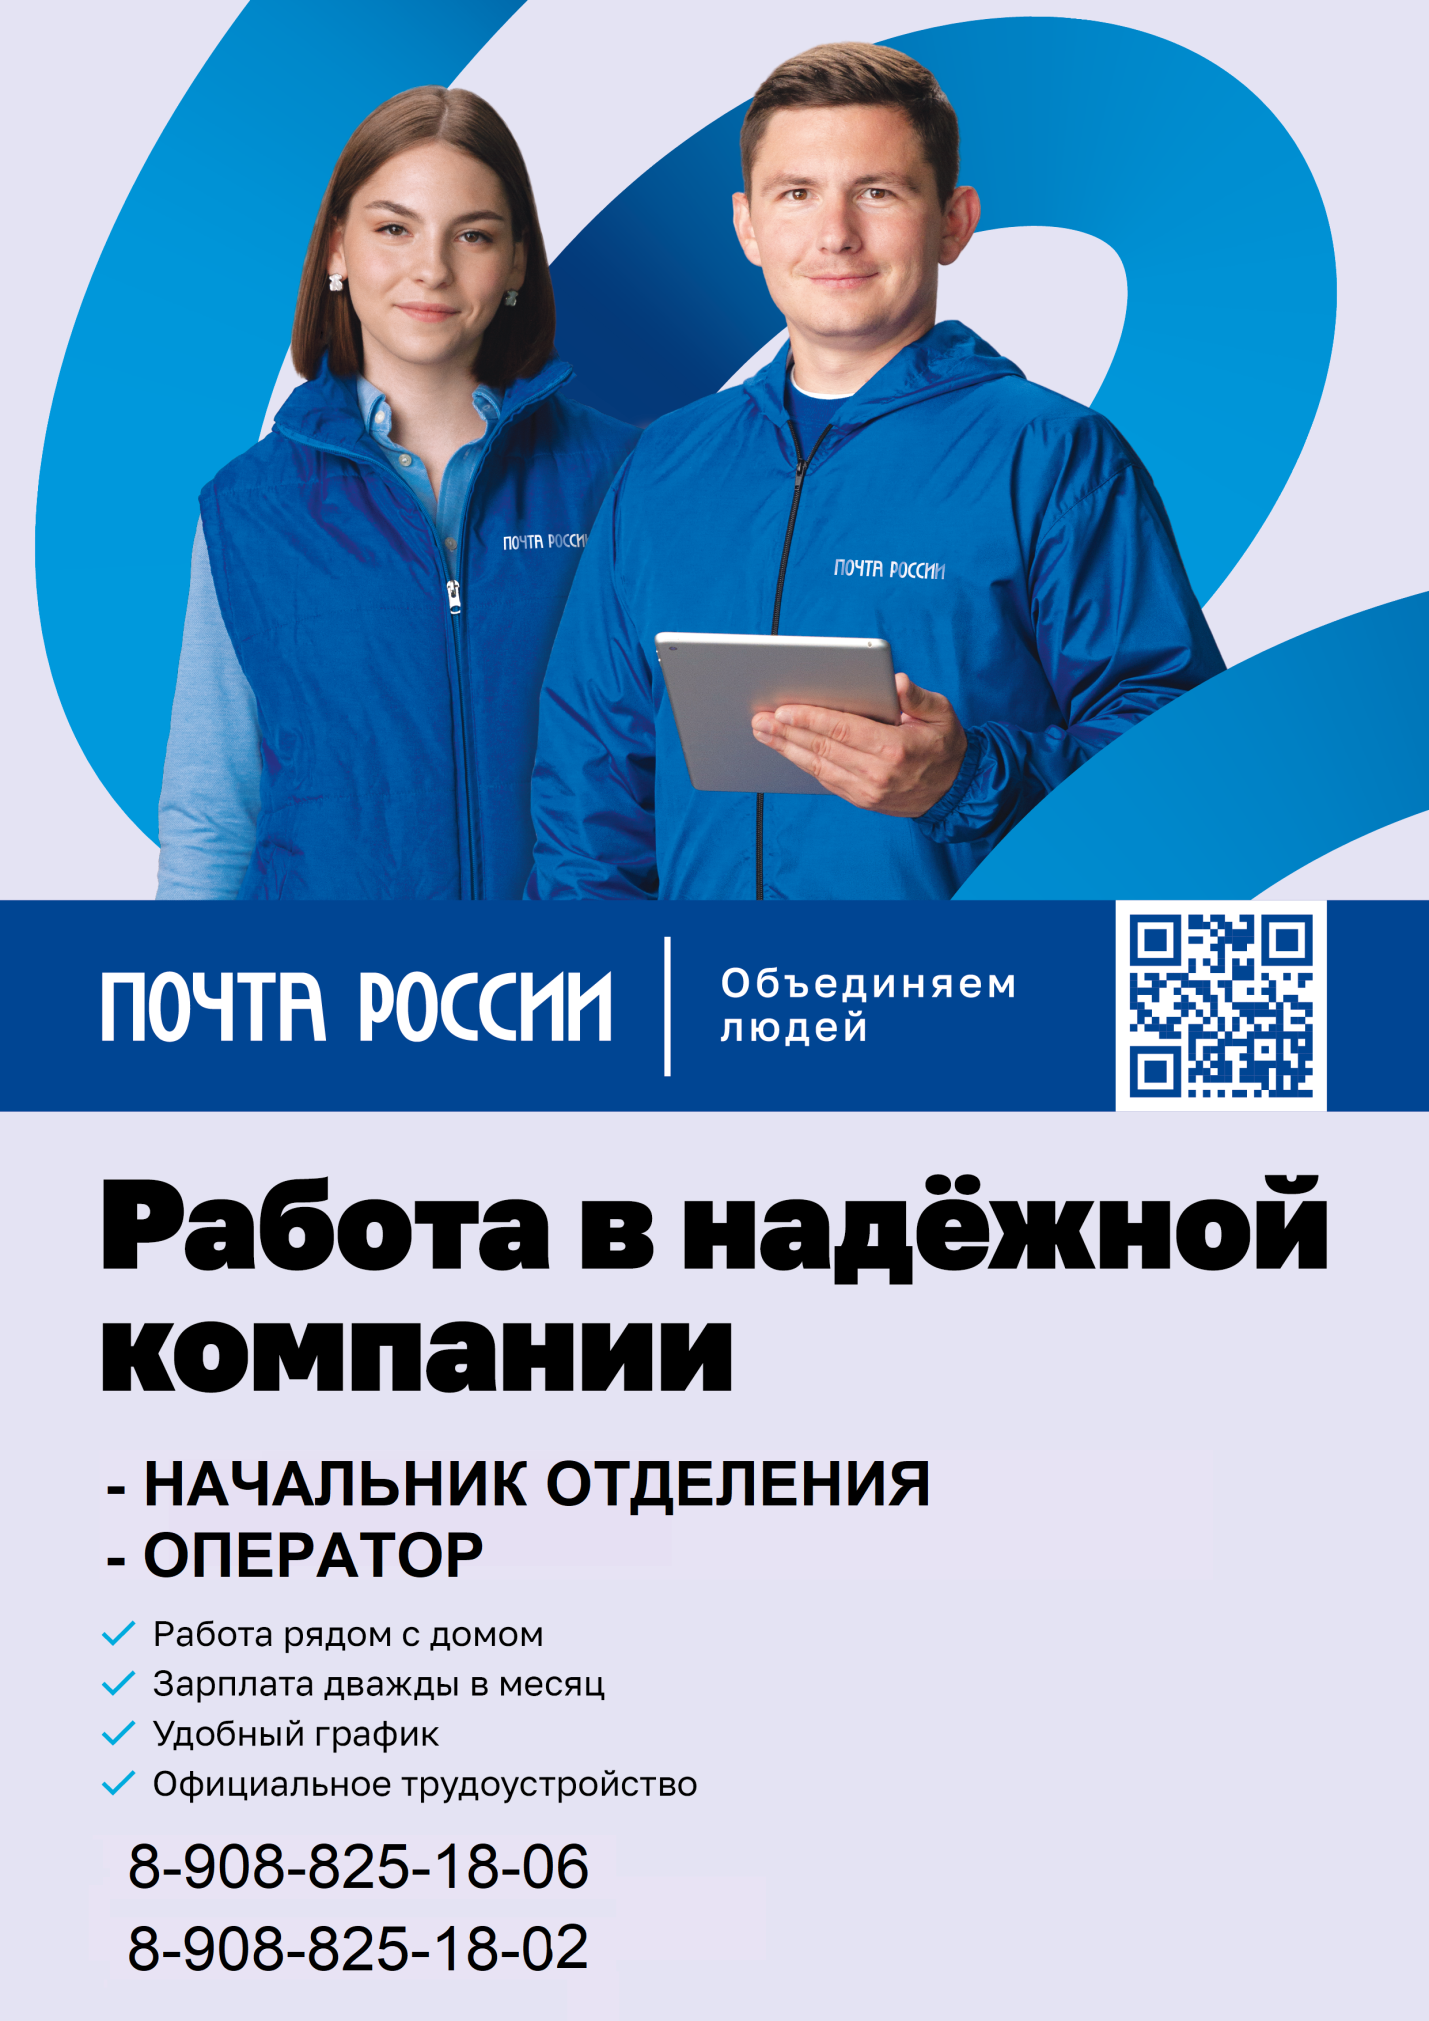 ПОЧТА РОССИИ
ПОЧТА РОССИИ
ПОЧТА РОССИИ
Объединяем
людей
Работа в надёжной
компании
- НАЧАЛЬНИК ОТДЕЛЕНИЯ
- ОПЕРАТОР
Работа рядом с домом
Зарплата дважды в месяц
Удобный график
Официальное трудоустройство
8-908-825-18-06
8-908-825-18-02